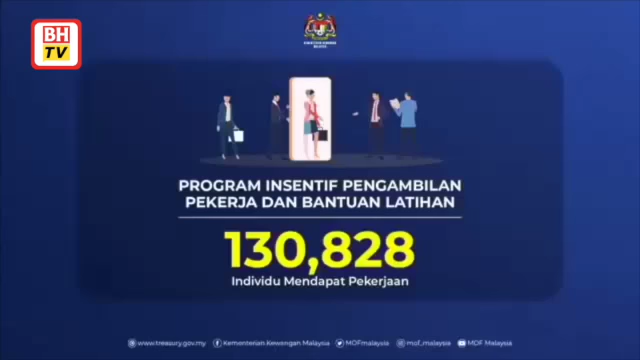 BH
TV
PROGRAM INSENTIF PENGAMBILAN
PEKERJA DAN BANTUAN LATIHAN
130,828
Individu Mendapat Pekerjaan
www.treasury.gov.my Kementerian Kewangan Malaysia MOFmalaysia mof_malaysia MOF Malaysia